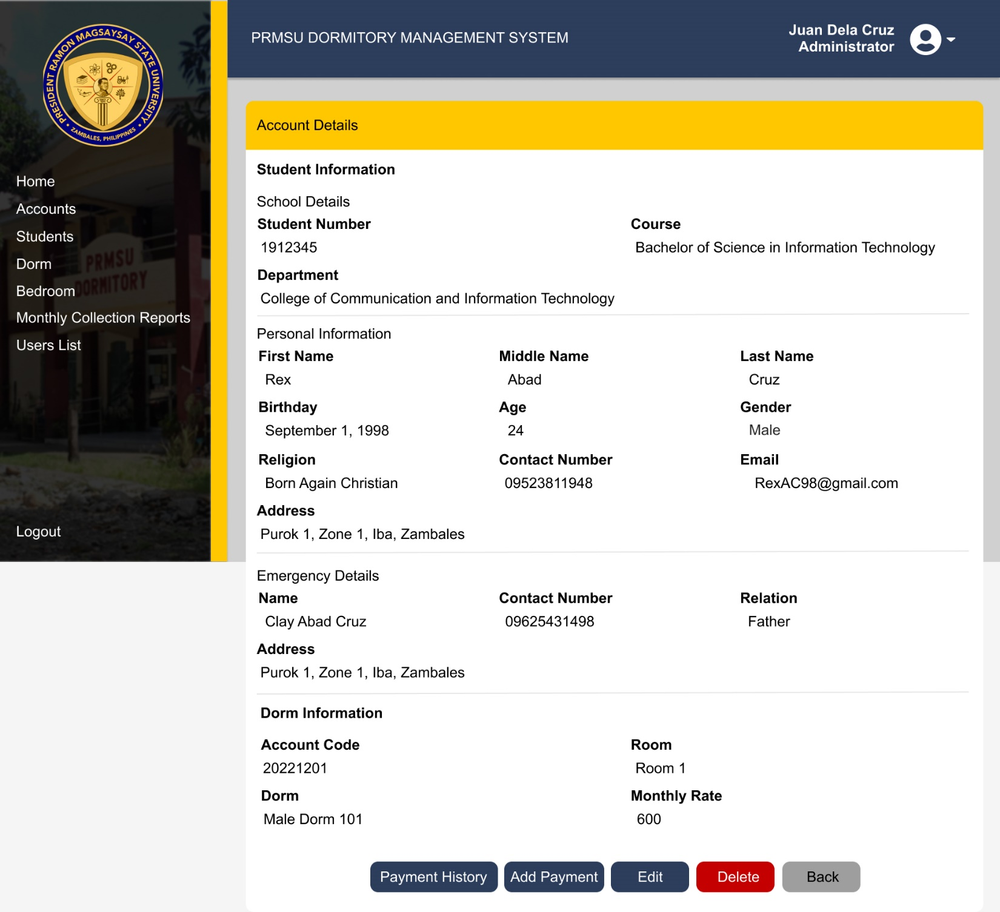 PRESIDENT RAMON MAGSAYSAY STATE UNIVERSITY
ZAMBALES, PHILIPPINES
PRMSU DORMITORY MANAGEMENT SYSTEM
Juan Dela Cruz
Administrator
Home
Accounts
Students
Dorm
Bedroom
Monthly Collection Reports
Users List
PRMSU
DORMITORY
Logout
Account Details
Student Information
School Details
Student Number Course
1912345 Bachelor of Science in Information Technology
Department
College of Communication and Information Technology
Personal Information
First Name Middle Name Last Name
Rex Abad Cruz
Birthday Age Gender
September 1, 1998 24 Male
Religion Contact Number Email
Born Again Christian 09523811948 RexAC98@gmail.com
Address
Purok 1, Zone 1, Iba, Zambales
Emergency Details
Name Contact Number Relation
Clay Abad Cruz 09625431498 Father
Address
Purok 1, Zone 1, Iba, Zambales
Dorm Information
Account Code Room
20221201 Room 1
Dorm Monthly Rate
Male Dorm 101 600
Payment History Add Payment Edit Delete Back